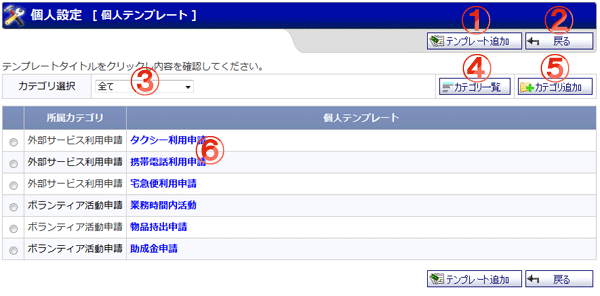 個人設定 [ 個人テンプレート ]
① ②
テンプレート追加 戻る
テンプレートタイトルをクリックし内容を確認してください。
③ ④ ⑤
カテゴリ選択 全て カテゴリ一覧 カテゴリ追加
所属カテゴリ 個人テンプレート
外部サービス利用申請 タクシー利用申請
⑥
外部サービス利用申請 携帯電話利用申請
外部サービス利用申請 宅急便利用申請
ボランティア活動申請 業務時間内活動
ボランティア活動申請 物品持出申請
ボランティア活動申請 助成金申請
テンプレート追加 戻る